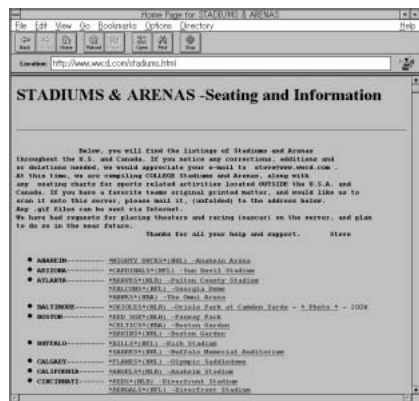 Home Page for STADIUMS & ARENAS
File Edit View Go Bookmarks Options Directory Help
Back Home Reload Open Find Stop
Location: http://www.wwcd.com/stadiums.html
STADIUMS & ARENAS -Seating and Information
Below, you will find the listings of Stadiums and Arenas
throughout the U.S. and Canada. If you notice any corrections, additions and
or deletions needed, we would appreciate your e-mail to steve@wwcd.com .
At this time, we are compiling COLLEGE Stadiums and Arenas, along with
any seating charts for sports related activities located OUTSIDE the U.S.A. and
Canada. If you have a favorite teams original printed matter, and would like us to
scan it onto this server, please mail it, (unfolded) to the address below.
Any .gif files can be sent via Internet.
We have had requests for placing theaters and racing (nascar) on the server, and plan
to do so in the near future.
Thanks for all your help and support. Steve
ANAHEIM-------- *MIGHTY DUCKS*(NHL) -Anaheim Arena
ARIZONA-------- *CARDINALS*(NFL) -Sun Devil Stadium
ATLANTA-------- *BRAVES*(MLB) -Fulton County Stadium
*FALCONS*(NFL) -Georgia Dome
*HAWKS*(NBA) -The Omni Arena
BALTIMORE------ *ORIOLES*(MLB) -Oriole Park at Camden Yards - * Photo * - 200K
BOSTON--------- *RED SOX*(MLB) -Fenway Park
*CELTICS*(NBA) -Boston Garden
*BRUINS*(NHL) -Boston Garden
BUFFALO-------- *BILLS*(NFL) -Rich Stadium
*SABRES*(NHL) -Buffalo Memorial Auditorium
CALGARY-------- *FLAMES*(NHL) -Olympic Saddledome
CALIFORNIA----- *ANGELS*(MLB) -Anaheim Stadium
CINCINNATI----- *REDS*(MLB) -Riverfront Stadium
*BENGALS*(NFL) -Riverfront Stadium